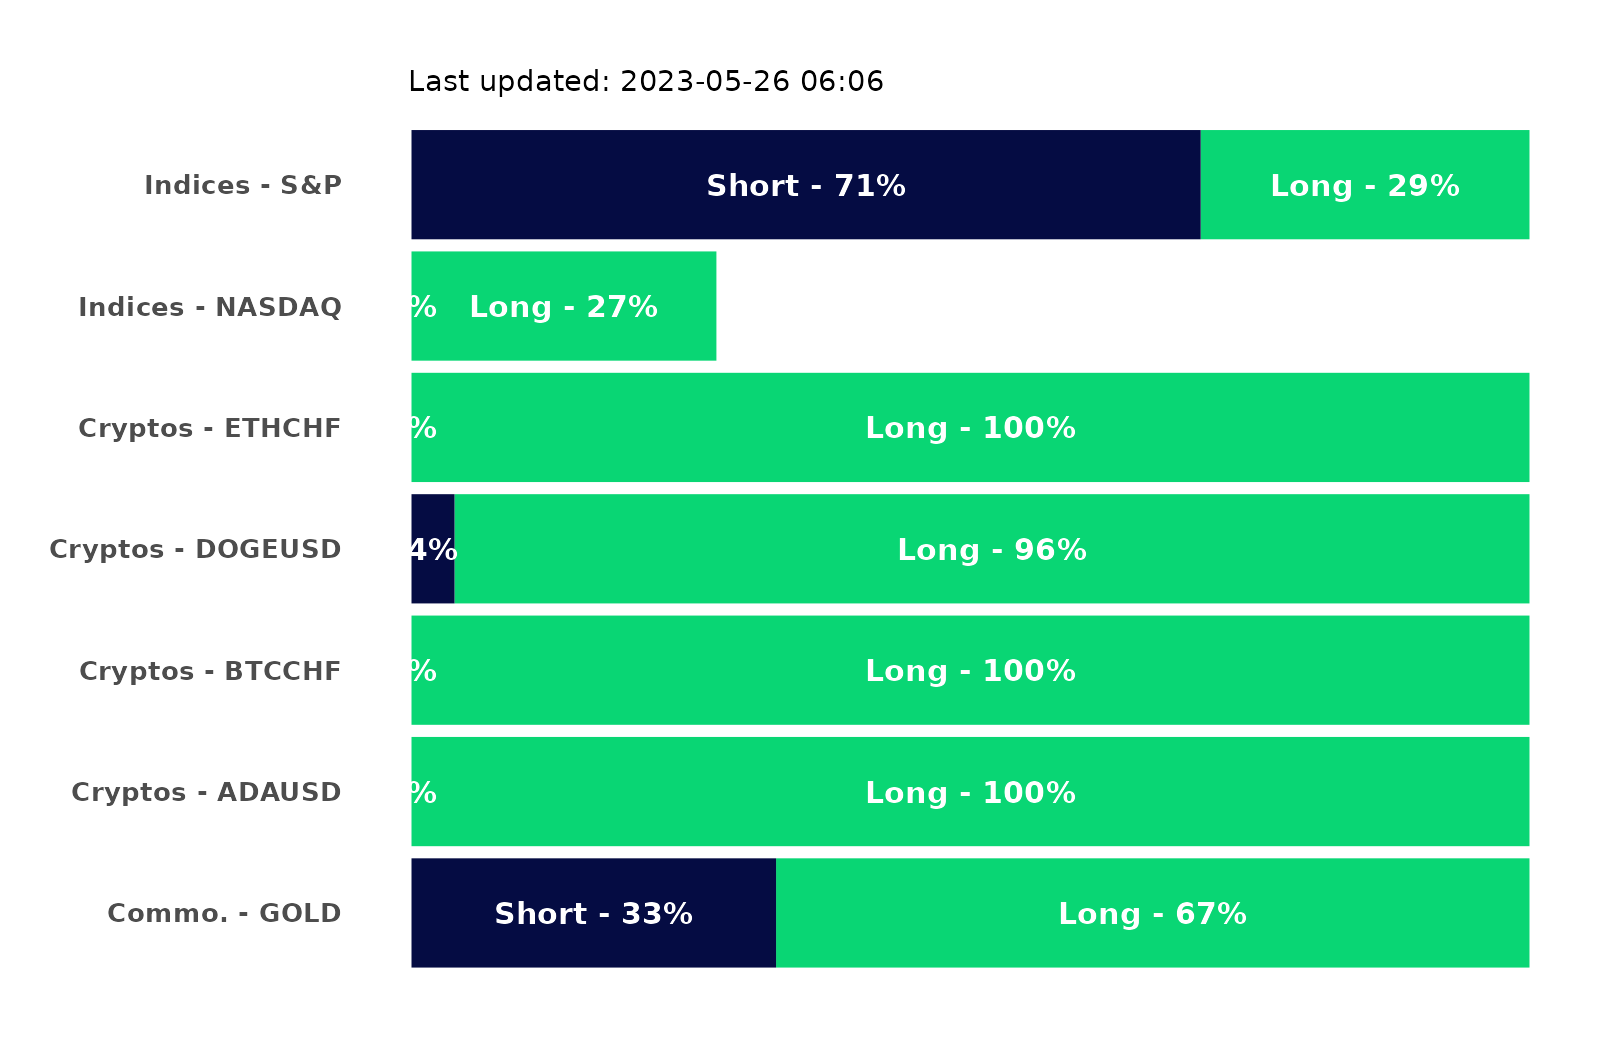 Last updated: 2023-05-26 06:06
Indices - S&P Short - 71% Long - 29%
Indices - NASDAQ % Long - 27%
Cryptos - ETHCHF % Long - 100%
Cryptos - DOGEUSD 4% Long - 96%
Cryptos - BTCCHF % Long - 100%
Cryptos - ADAUSD % Long - 100%
Commo. - GOLD Short - 33% Long - 67%